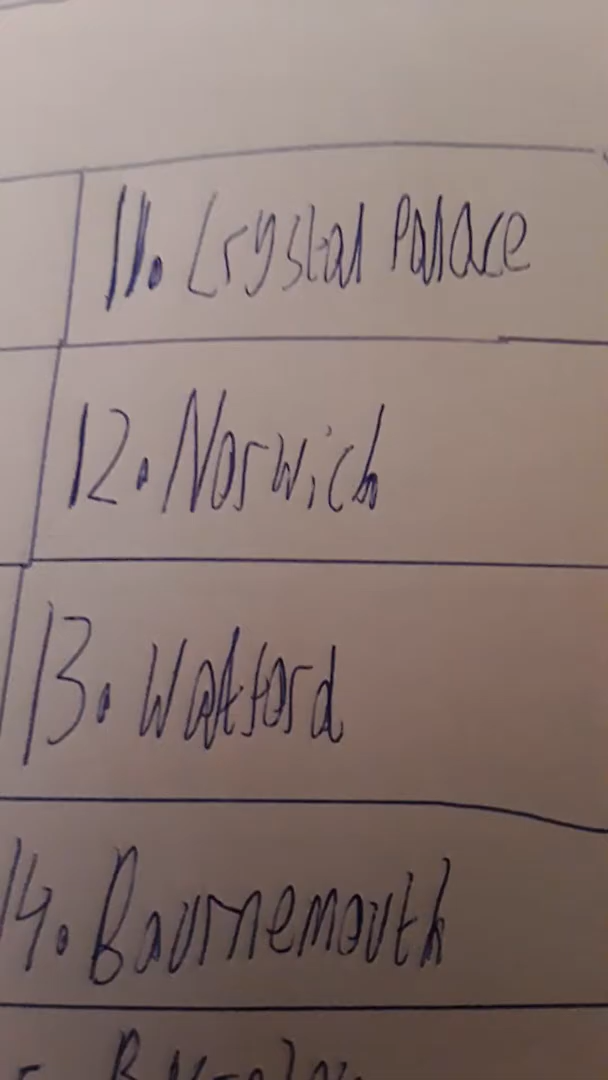 11. Crystal Palace
12. Norwich
13. Watford
14. Bournemouth